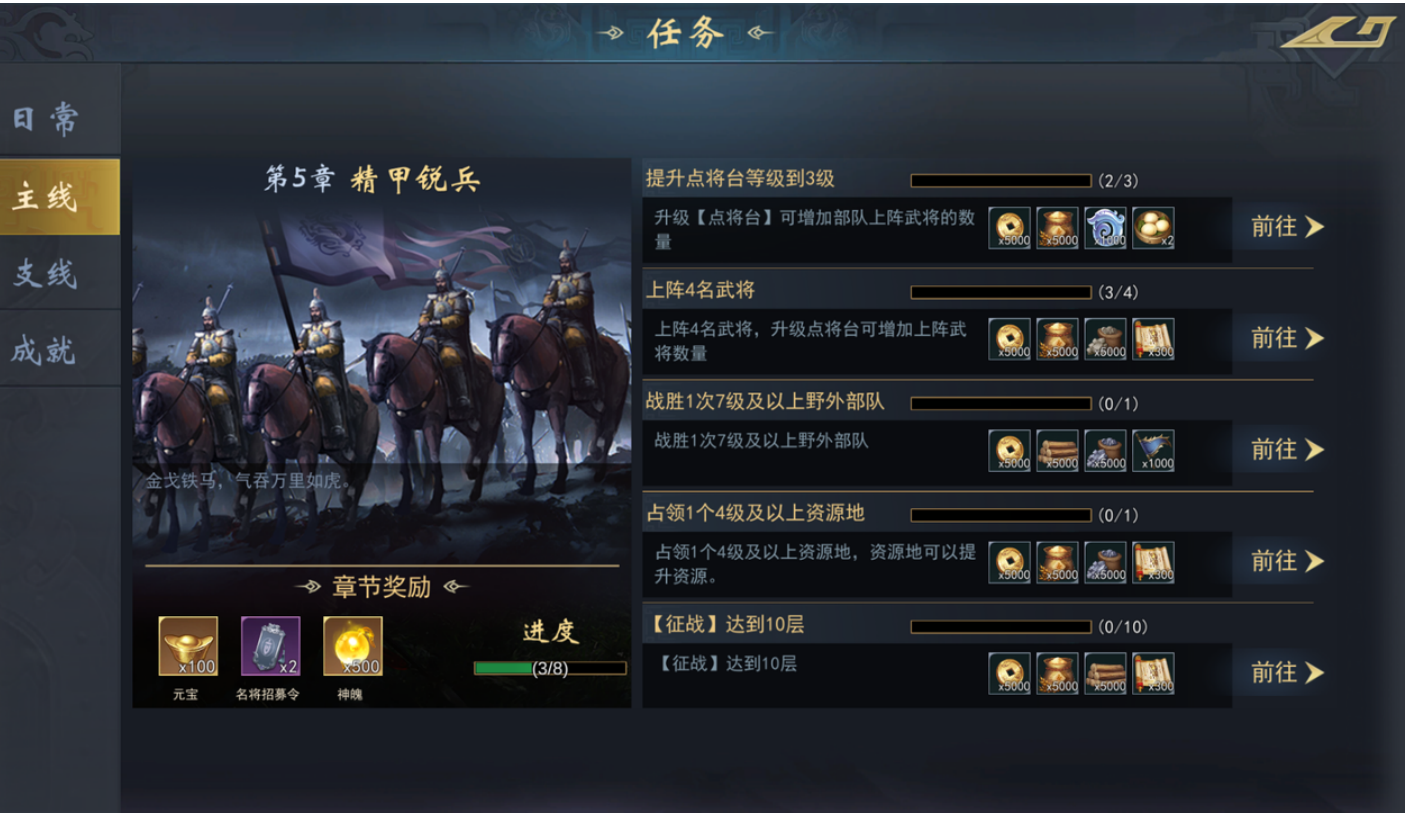 任务
日常
主线
支线
成就
第5章 精甲锐兵
金戈铁马，气吞万里如虎。
章节奖励
x100
x2
x500
元宝
名将招募令
神魄
进度
(3/8)
提升点将台等级到3级 (2/3)
升级【点将台】可增加部队上阵武将的数
量
x5000 x5000 x1000 x2
前往
上阵4名武将 (3/4)
上阵4名武将，升级点将台可增加上阵武
将数量
x5000 x5000 x5000 x300
前往
战胜1次7级及以上野外部队 (0/1)
战胜1次7级及以上野外部队
x5000 x5000 x5000 x1000
前往
占领1个4级及以上资源地 (0/1)
占领1个4级及以上资源地，资源地可以提
升资源。
x5000 x5000 x5000 x300
前往
【征战】达到10层 (0/10)
【征战】达到10层
x5000 x5000 x5000 x300
前往